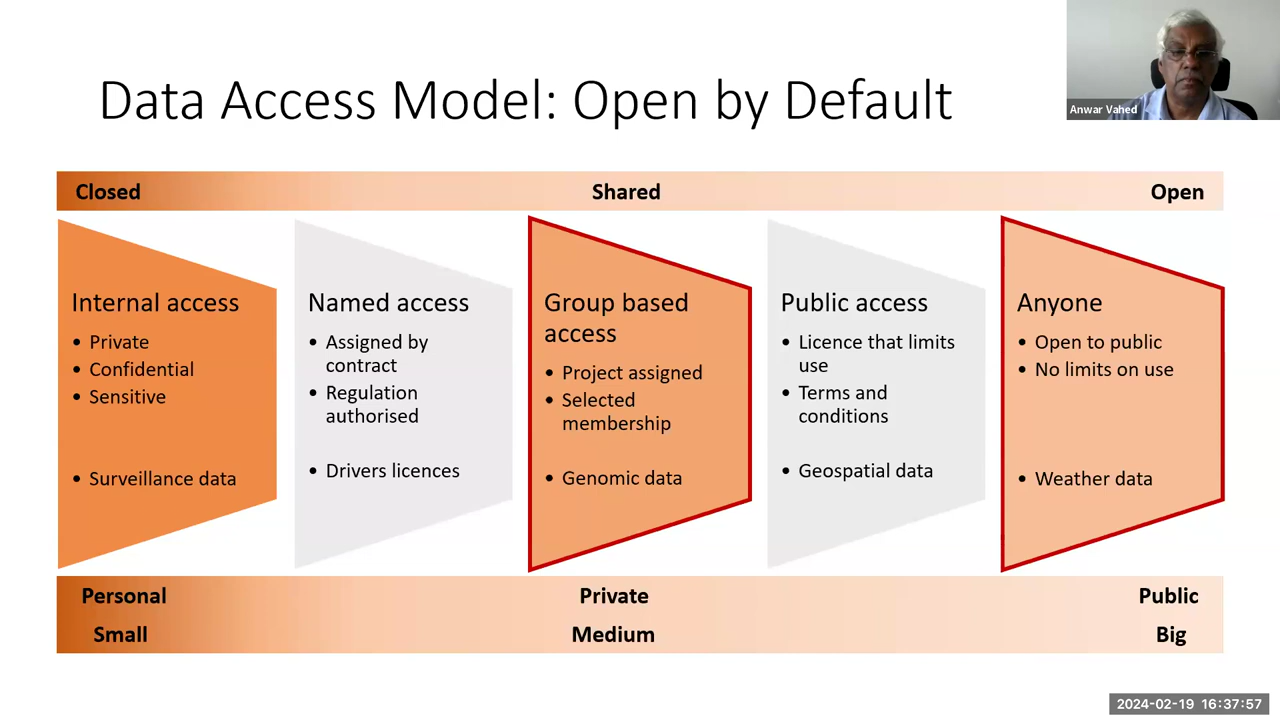 Data Access Model: Open by Default
Anwar Vahed
Closed
Shared
Open
Internal access
• Private
• Confidential
• Sensitive
• Surveillance data
Named access
• Assigned by
contract
• Regulation
authorised
• Drivers licences
Group based
access
• Project assigned
• Selected
membership
• Genomic data
Public access
• Licence that limits
use
• Terms and
conditions
• Geospatial data
Anyone
• Open to public
• No limits on use
• Weather data
Personal
Private
Public
Small
Medium
Big
2024-02-19 16:37:57